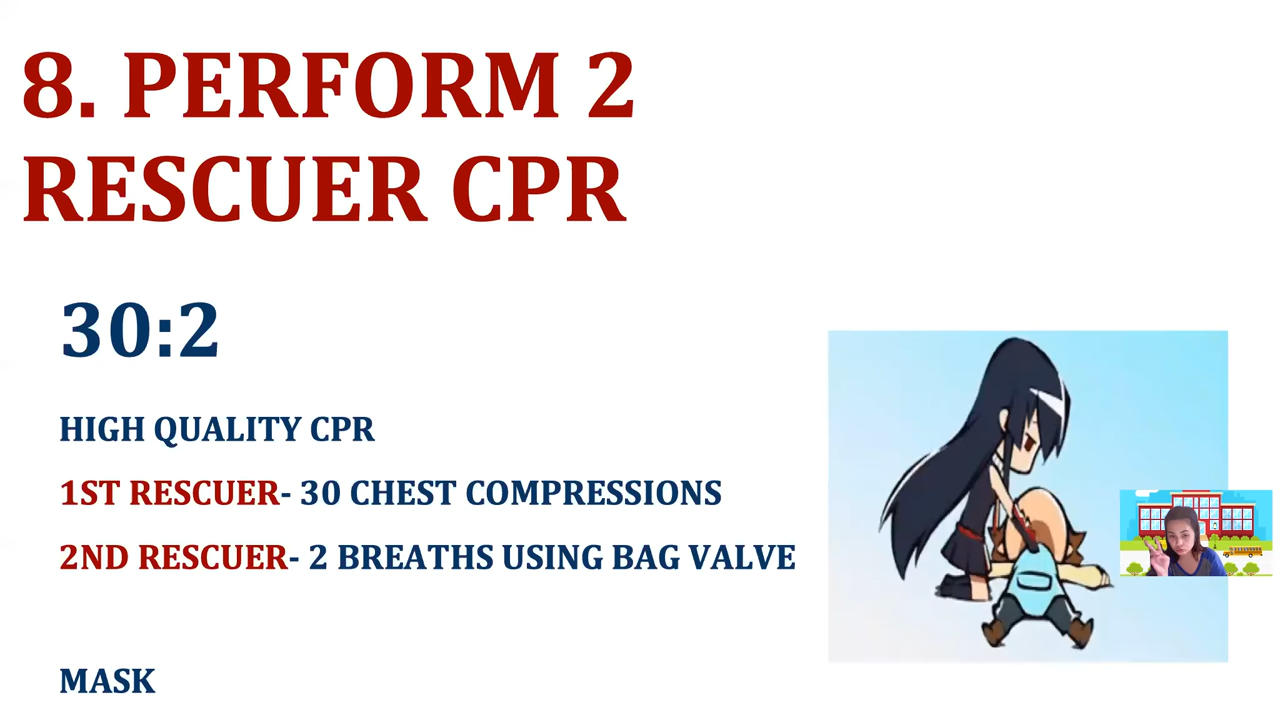 8. PERFORM 2
RESCUER CPR
30:2
HIGH QUALITY CPR
1ST RESCUER- 30 CHEST COMPRESSIONS
2ND RESCUER- 2 BREATHS USING BAG VALVE
MASK